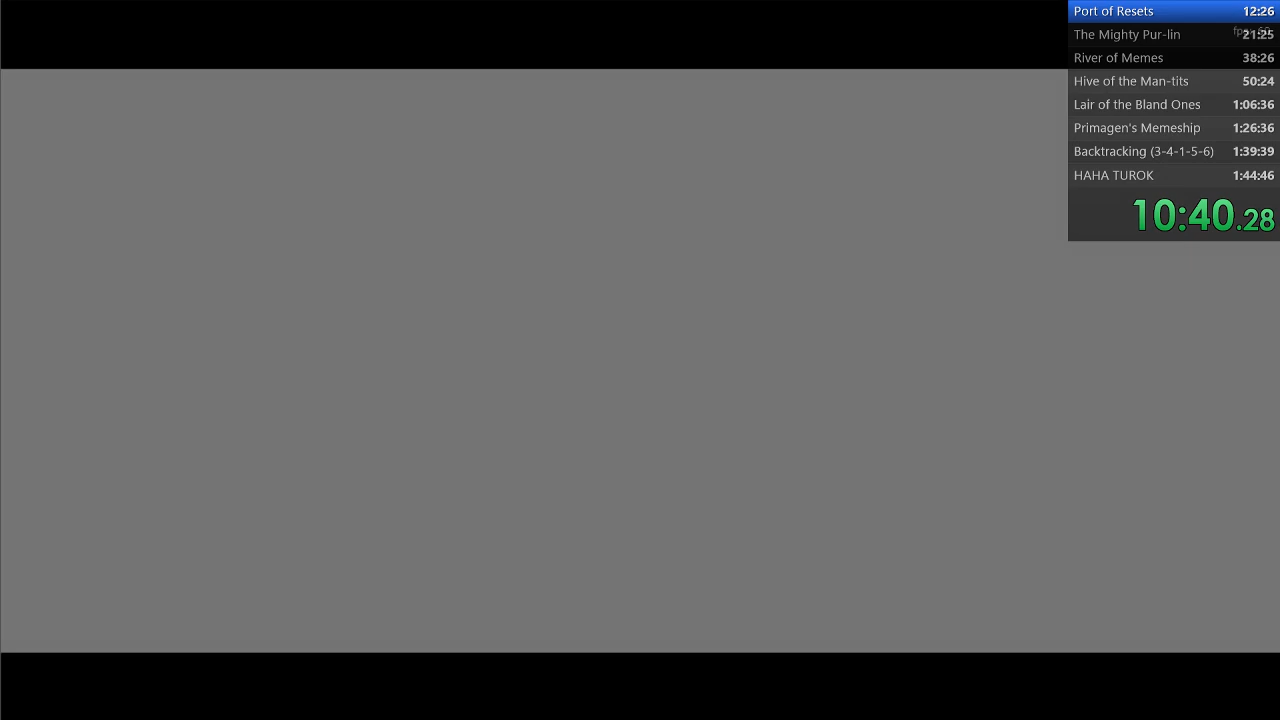 Port of Resets 12:26
The Mighty Pur-lin 21:25
River of Memes 38:26
Hive of the Man-tits 50:24
Lair of the Bland Ones 1:06:36
Primagen's Memeship 1:26:36
Backtracking (3-4-1-5-6) 1:39:39
HAHA TUROK 1:44:46
10:40.28